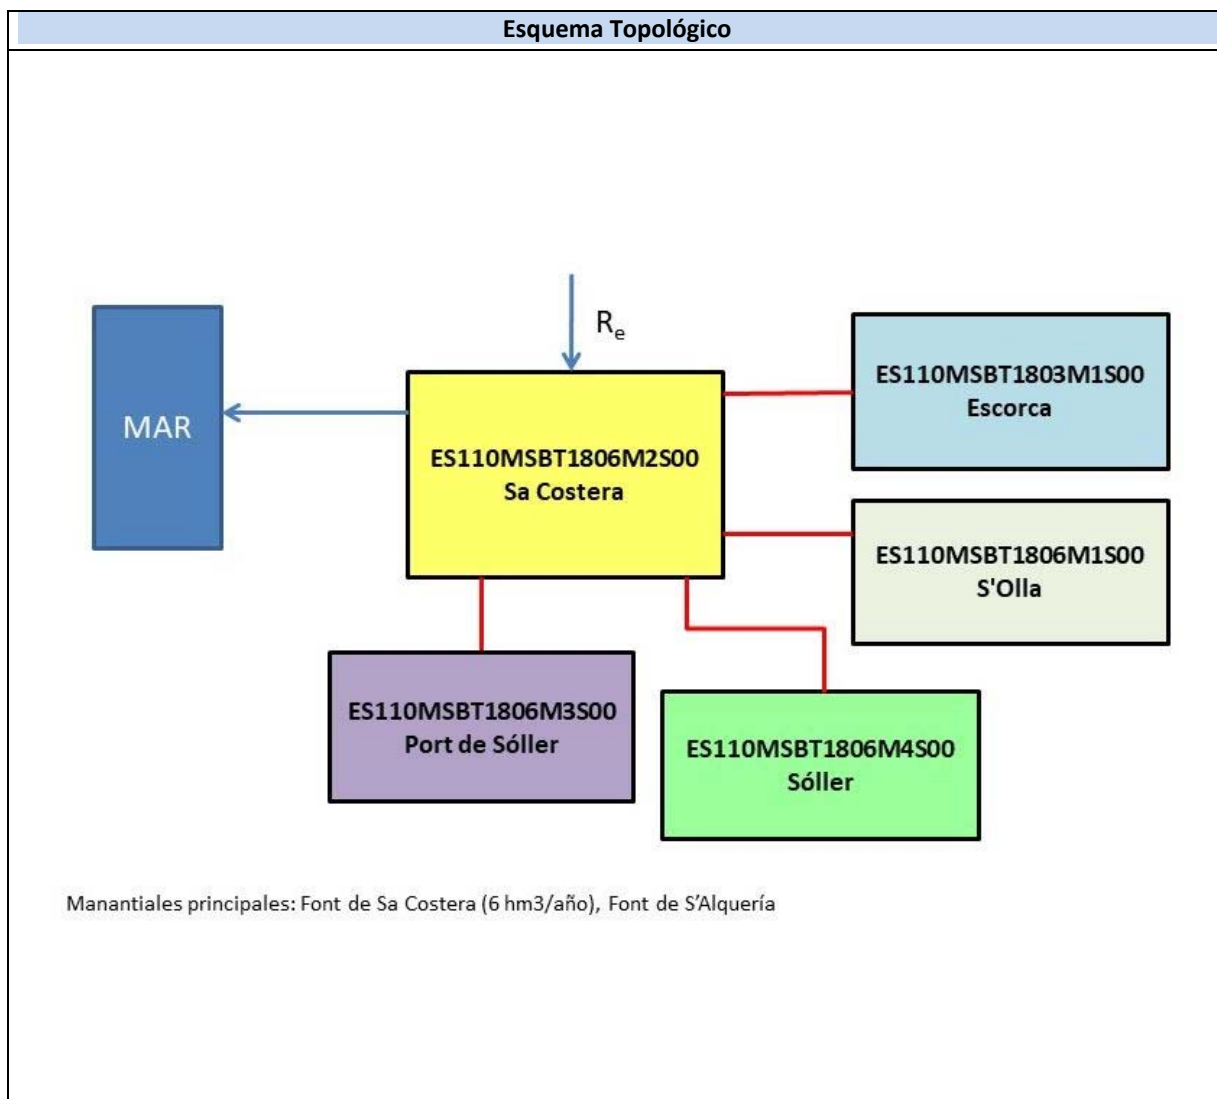 Esquema Topológico
R_e
MAR
ES110MSBT1806M2S00
Sa Costera
ES110MSBT1803M1S00
Escorca
ES110MSBT1806M1S00
S'Olla
ES110MSBT1806M3S00
Port de Sóller
ES110MSBT1806M4S00
Sóller
Manantiales principales: Font de Sa Costera (6 hm3/año), Font de S’Alquería